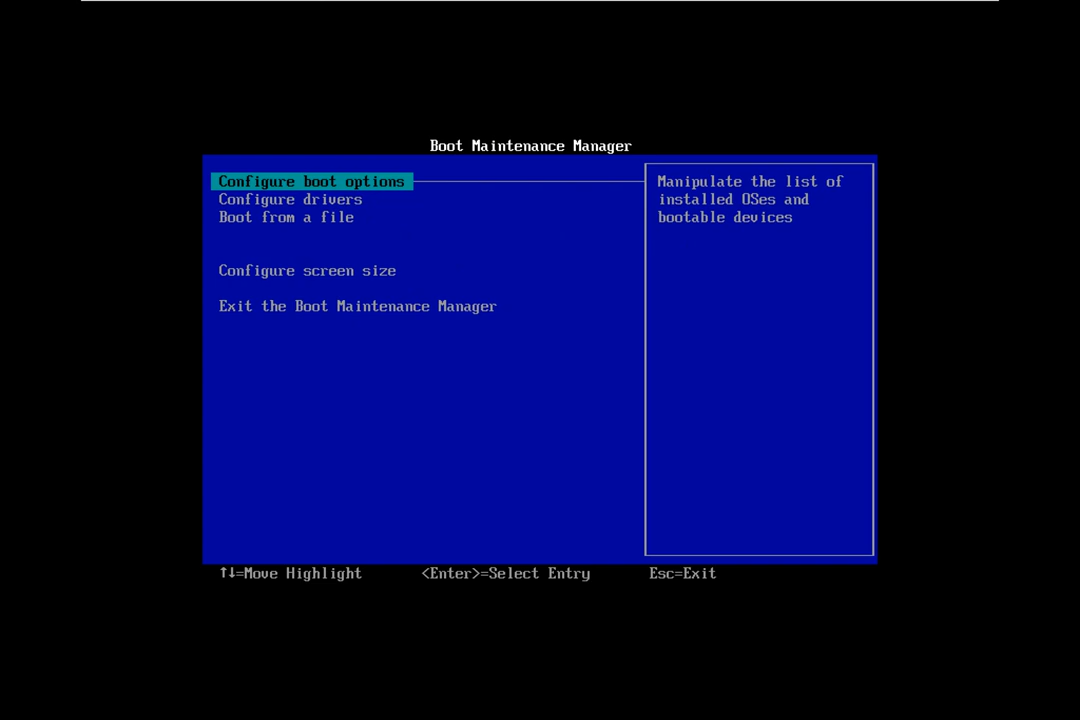 Boot Maintenance Manager
Configure boot options
Configure drivers
Boot from a file
Configure screen size
Exit the Boot Maintenance Manager
Manipulate the list of
installed OSes and
bootable devices
↑↓=Move Highlight <Enter>=Select Entry Esc=Exit